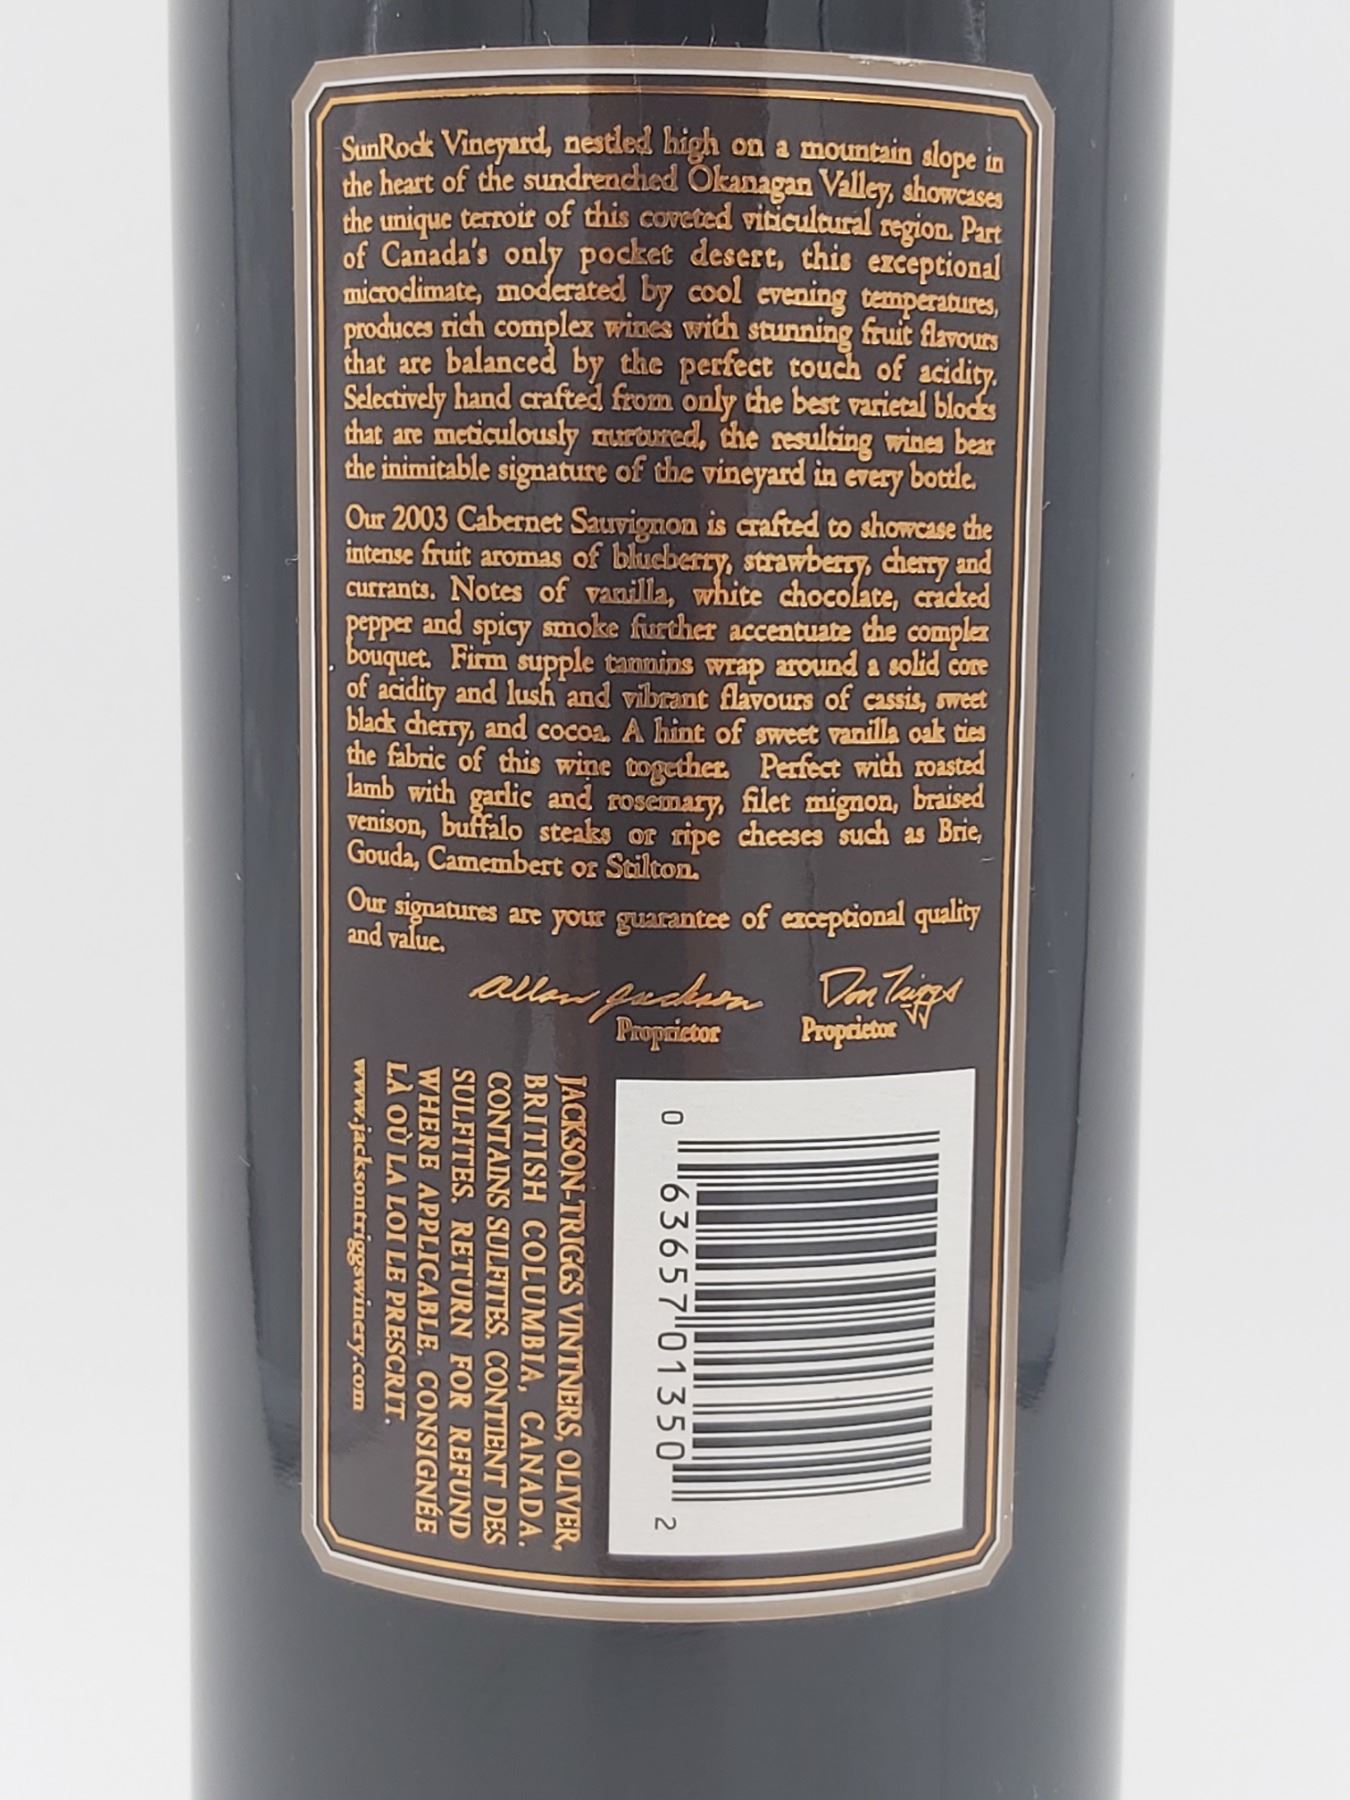 SunRock Vineyard, nestled high on a mountain slope in
the heart of the sundrenched Okanagan Valley, showcases
the unique terroir of this coveted viticultural region. Part
of Canada's only pocket desert, this exceptional
microclimate, moderated by cool evening temperatures,
produces rich complex wines with stunning fruit flavours
that are balanced by the perfect touch of acidity.
Selectively hand crafted from only the best varietal blocks
that are meticulously nurtured, the resulting wines bear
the inimitable signature of the vineyard in every bottle.
Our 2003 Cabernet Sauvignon is crafted to showcase the
intense fruit aromas of blueberry, strawberry, cherry and
currants. Notes of vanilla, white chocolate, cracked
pepper and spicy smoke further accentuate the complex
bouquet. Firm supple tannins wrap around a solid core
of acidity and lush and vibrant flavours of cassis, sweet
black cherry, and cocoa. A hint of sweet vanilla oak ties
the fabric of this wine together. Perfect with roasted
lamb with garlic and rosemary, filet mignon, braised
venison, buffalo steaks or ripe cheeses such as Brie,
Gouda, Camembert or Stilton.
Our signatures are your guarantee of exceptional quality
and value.
Allan Jackson Don Triggs
Proprietor Proprietor
JACKSON-TRIGGS VINTNERS, OLIVER,
BRITISH COLUMBIA, CANADA.
CONTAINS SULFITES. CONTIENT DES
SULFITES. RETURN FOR REFUND
WHERE APPLICABLE. CONSIGNÉE
LÀ OÙ LA LOI LE PRESCRIT.
www.jacksontriggswinery.com
0 63657 01350 2